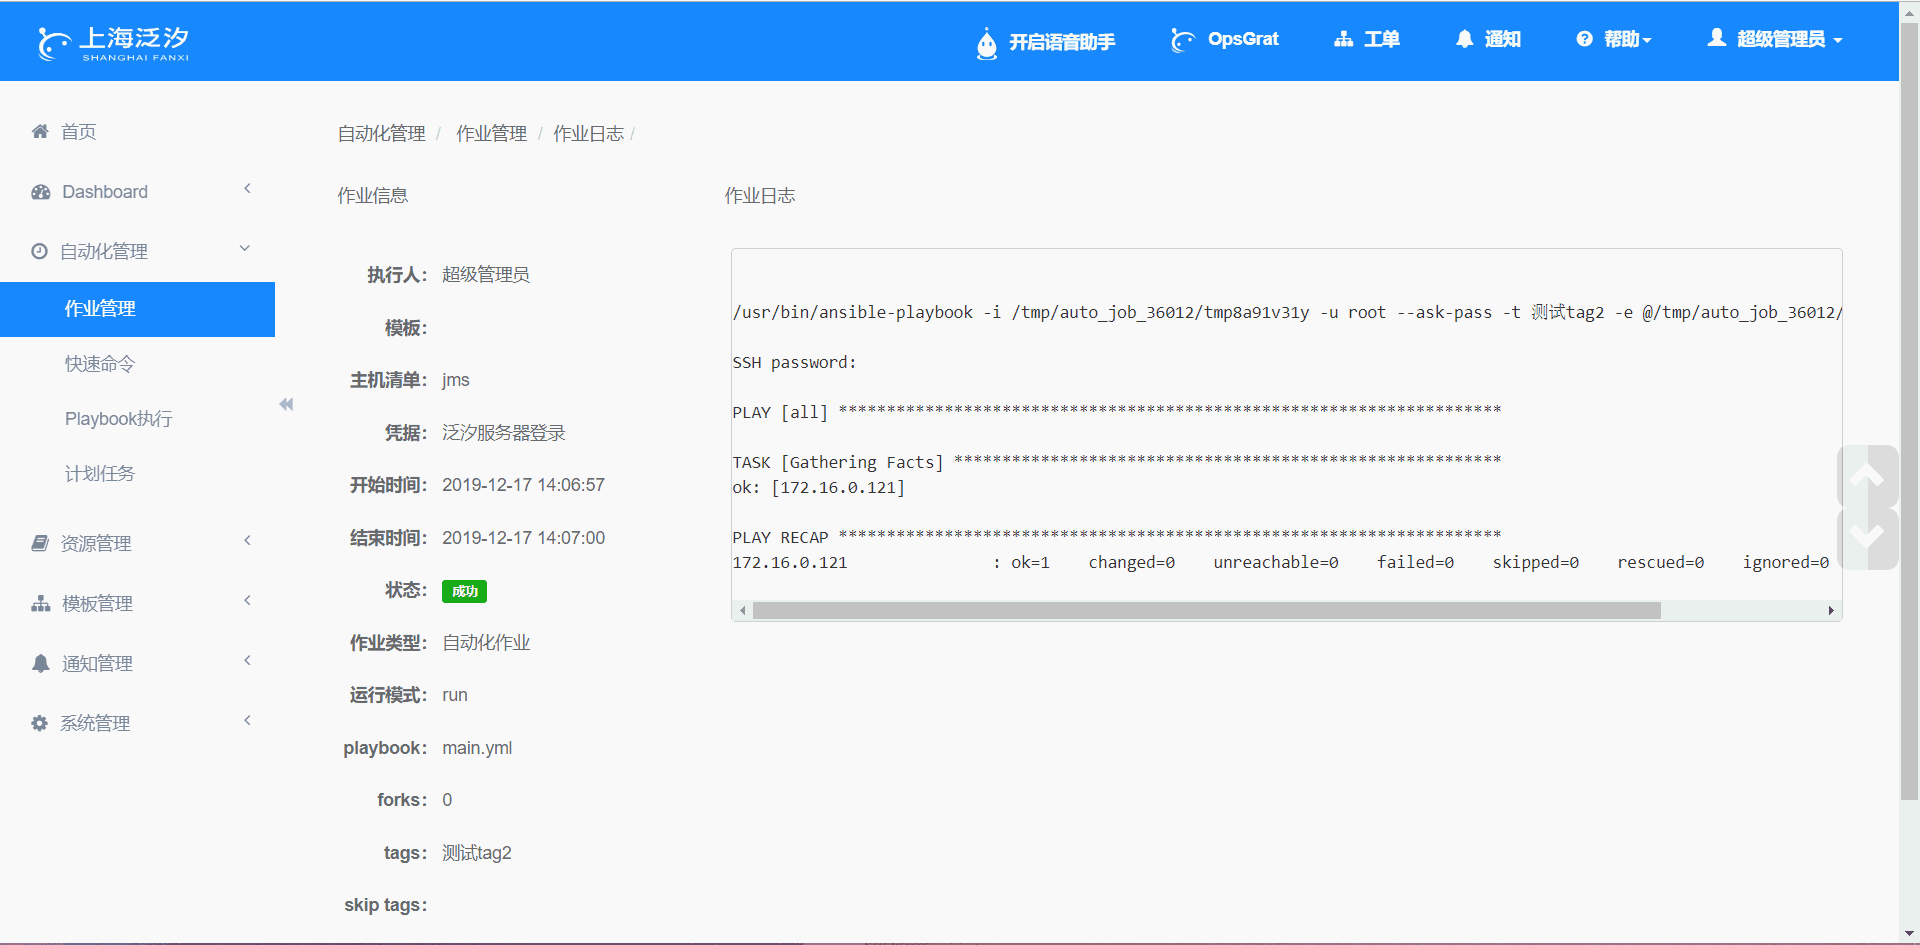 上海泛汐
SHANGHAI FANXI
开启语音助手
OpsGrat
工单
通知
帮助
超级管理员
首页
Dashboard
自动化管理
作业管理
快速命令
Playbook执行
计划任务
资源管理
模板管理
通知管理
系统管理
自动化管理 / 作业管理 / 作业日志 /
作业信息
执行人: 超级管理员
模板:
主机清单: jms
凭据: 泛汐服务器登录
开始时间: 2019-12-17 14:06:57
结束时间: 2019-12-17 14:07:00
状态: 成功
作业类型: 自动化作业
运行模式: run
playbook: main.yml
forks: 0
tags: 测试tag2
skip tags:
作业日志
/usr/bin/ansible-playbook -i /tmp/auto_job_36012/tmp8a91v31y -u root --ask-pass -t 测试tag2 -e @/tmp/auto_job_36012/
SSH password:
PLAY [all] *********************************************************************
TASK [Gathering Facts] *********************************************************
ok: [172.16.0.121]
PLAY RECAP *********************************************************************
172.16.0.121               : ok=1    changed=0    unreachable=0    failed=0    skipped=0    rescued=0    ignored=0